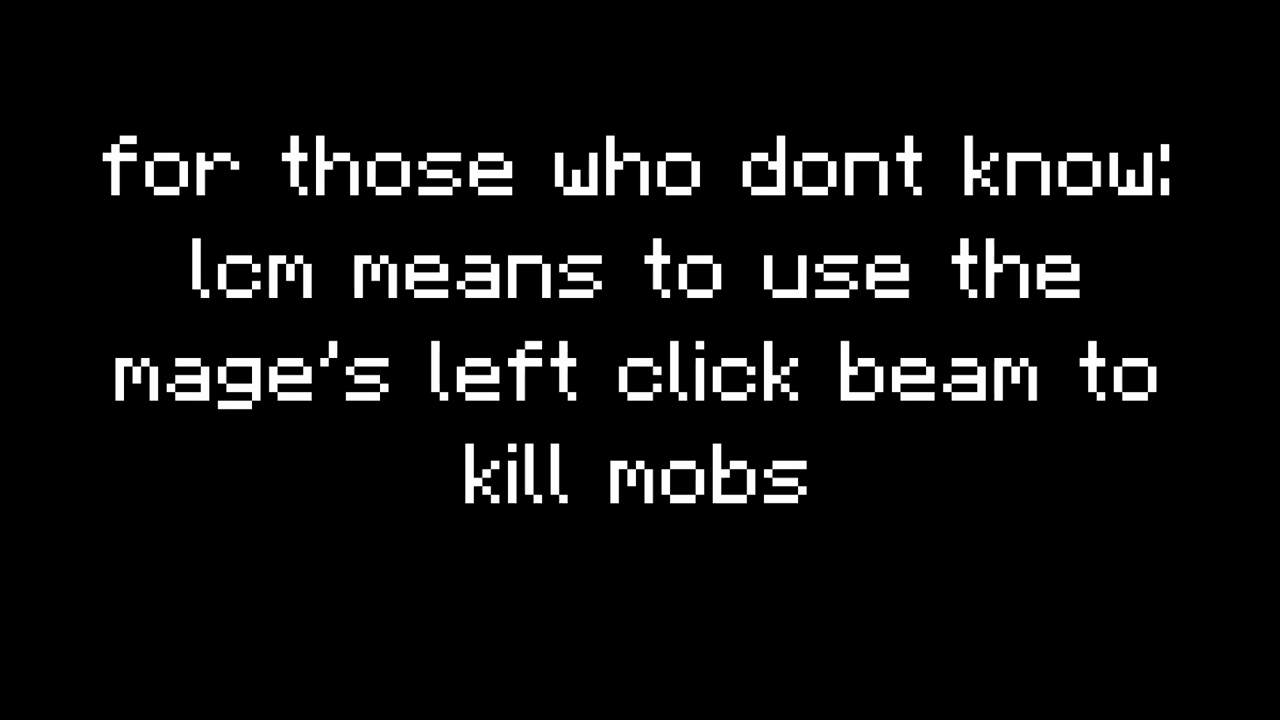 for those who dont know:
lcm means to use the
mage's left click beam to
kill mobs